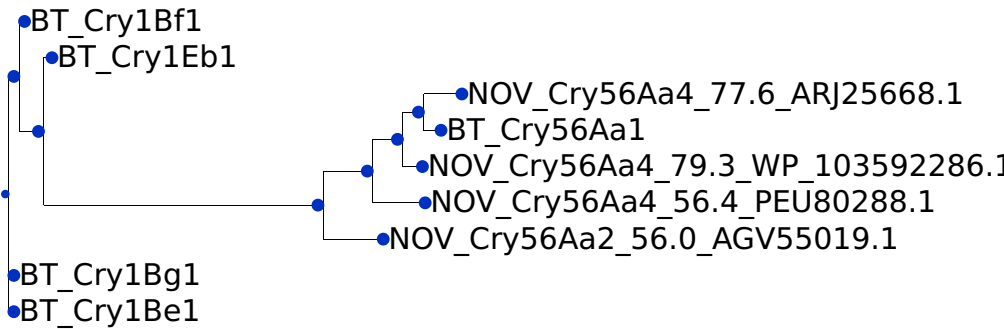 BT_Cry1Bf1
BT_Cry1Eb1
NOV_Cry56Aa4_77.6_ARJ25668.1
BT_Cry56Aa1
NOV_Cry56Aa4_79.3_WP_103592286.1
NOV_Cry56Aa4_56.4_PEU80288.1
NOV_Cry56Aa2_56.0_AGV55019.1
BT_Cry1Bg1
BT_Cry1Be1